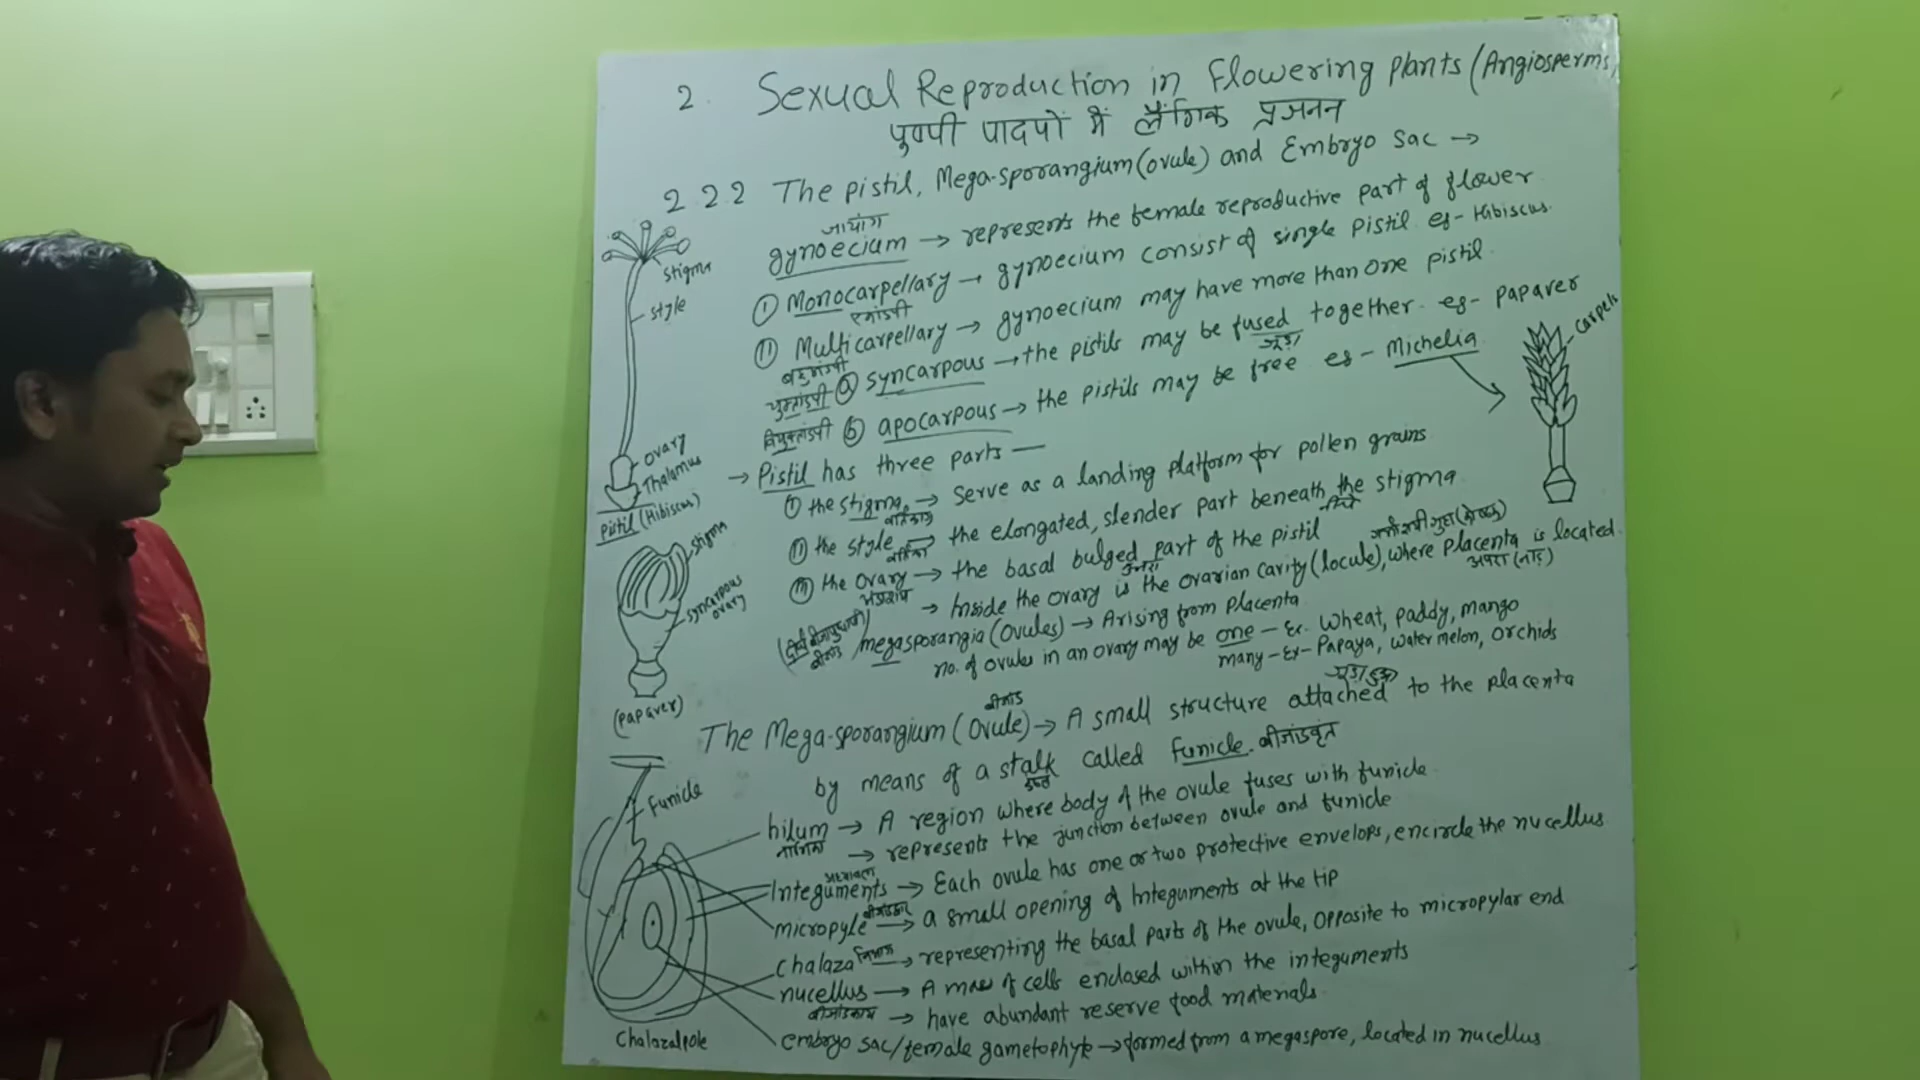 2. Sexual Reproduction in Flowering Plants (Angiosperms)
पुष्पी पादपों में लैंगिक प्रजनन
2.2.2 The pistil, Mega-sporangium (ovule) and Embryo sac →
जायांग
gynoecium → represents the female reproductive part of flower
(i) Monocarpellary → gynoecium consist of single pistil eg - Hibiscus.
एकांडपी
(ii) Multicarpellary → gynoecium may have more than one pistil
बहुअंडपी
युक्तांडपी (a) syncarpous → the pistils may be fused together. eg - Papaver
विमुक्तांडपी (b) apocarpous → the pistils may be free eg - Michelia
→ Pistil has three parts —
(i) the stigma → Serve as a landing platform for pollen grains
(ii) the style → the elongated, slender part beneath the stigma
वर्तिका
(iii) the ovary → the basal bulged part of the pistil
अंडाशय
→ Inside the ovary is the ovarian cavity (locule), where placenta is located.
megasporangia (ovules) → Arising from placenta
no. of ovules in an ovary may be one - Ex. wheat, paddy, mango
many - Ex - Papaya, water melon, orchids
बीजांड
The Mega-sporangium (Ovule) → A small structure attached to the placenta
by means of a stalk called funicle. बीजांडवृंत
hilum → A region where body of the ovule fuses with funicle
नाभिका
→ represents the junction between ovule and funicle
Integuments → Each ovule has one or two protective envelops, encircle the nucellus
micropyle → a small opening of Integuments at the tip
chalaza → representing the basal parts of the ovule, opposite to micropylar end
nucellus → A mass of cells enclosed within the integuments
बीजांडकाय → have abundant reserve food materials
embryo sac/female gametophyte → formed from a megaspore, located in nucellus
stigma
style
ovary
Thalamus
Pistil (Hibiscus)
stigma
syncarpous
ovary
(Papaver)
Funicle
Chalazal pole
carpels